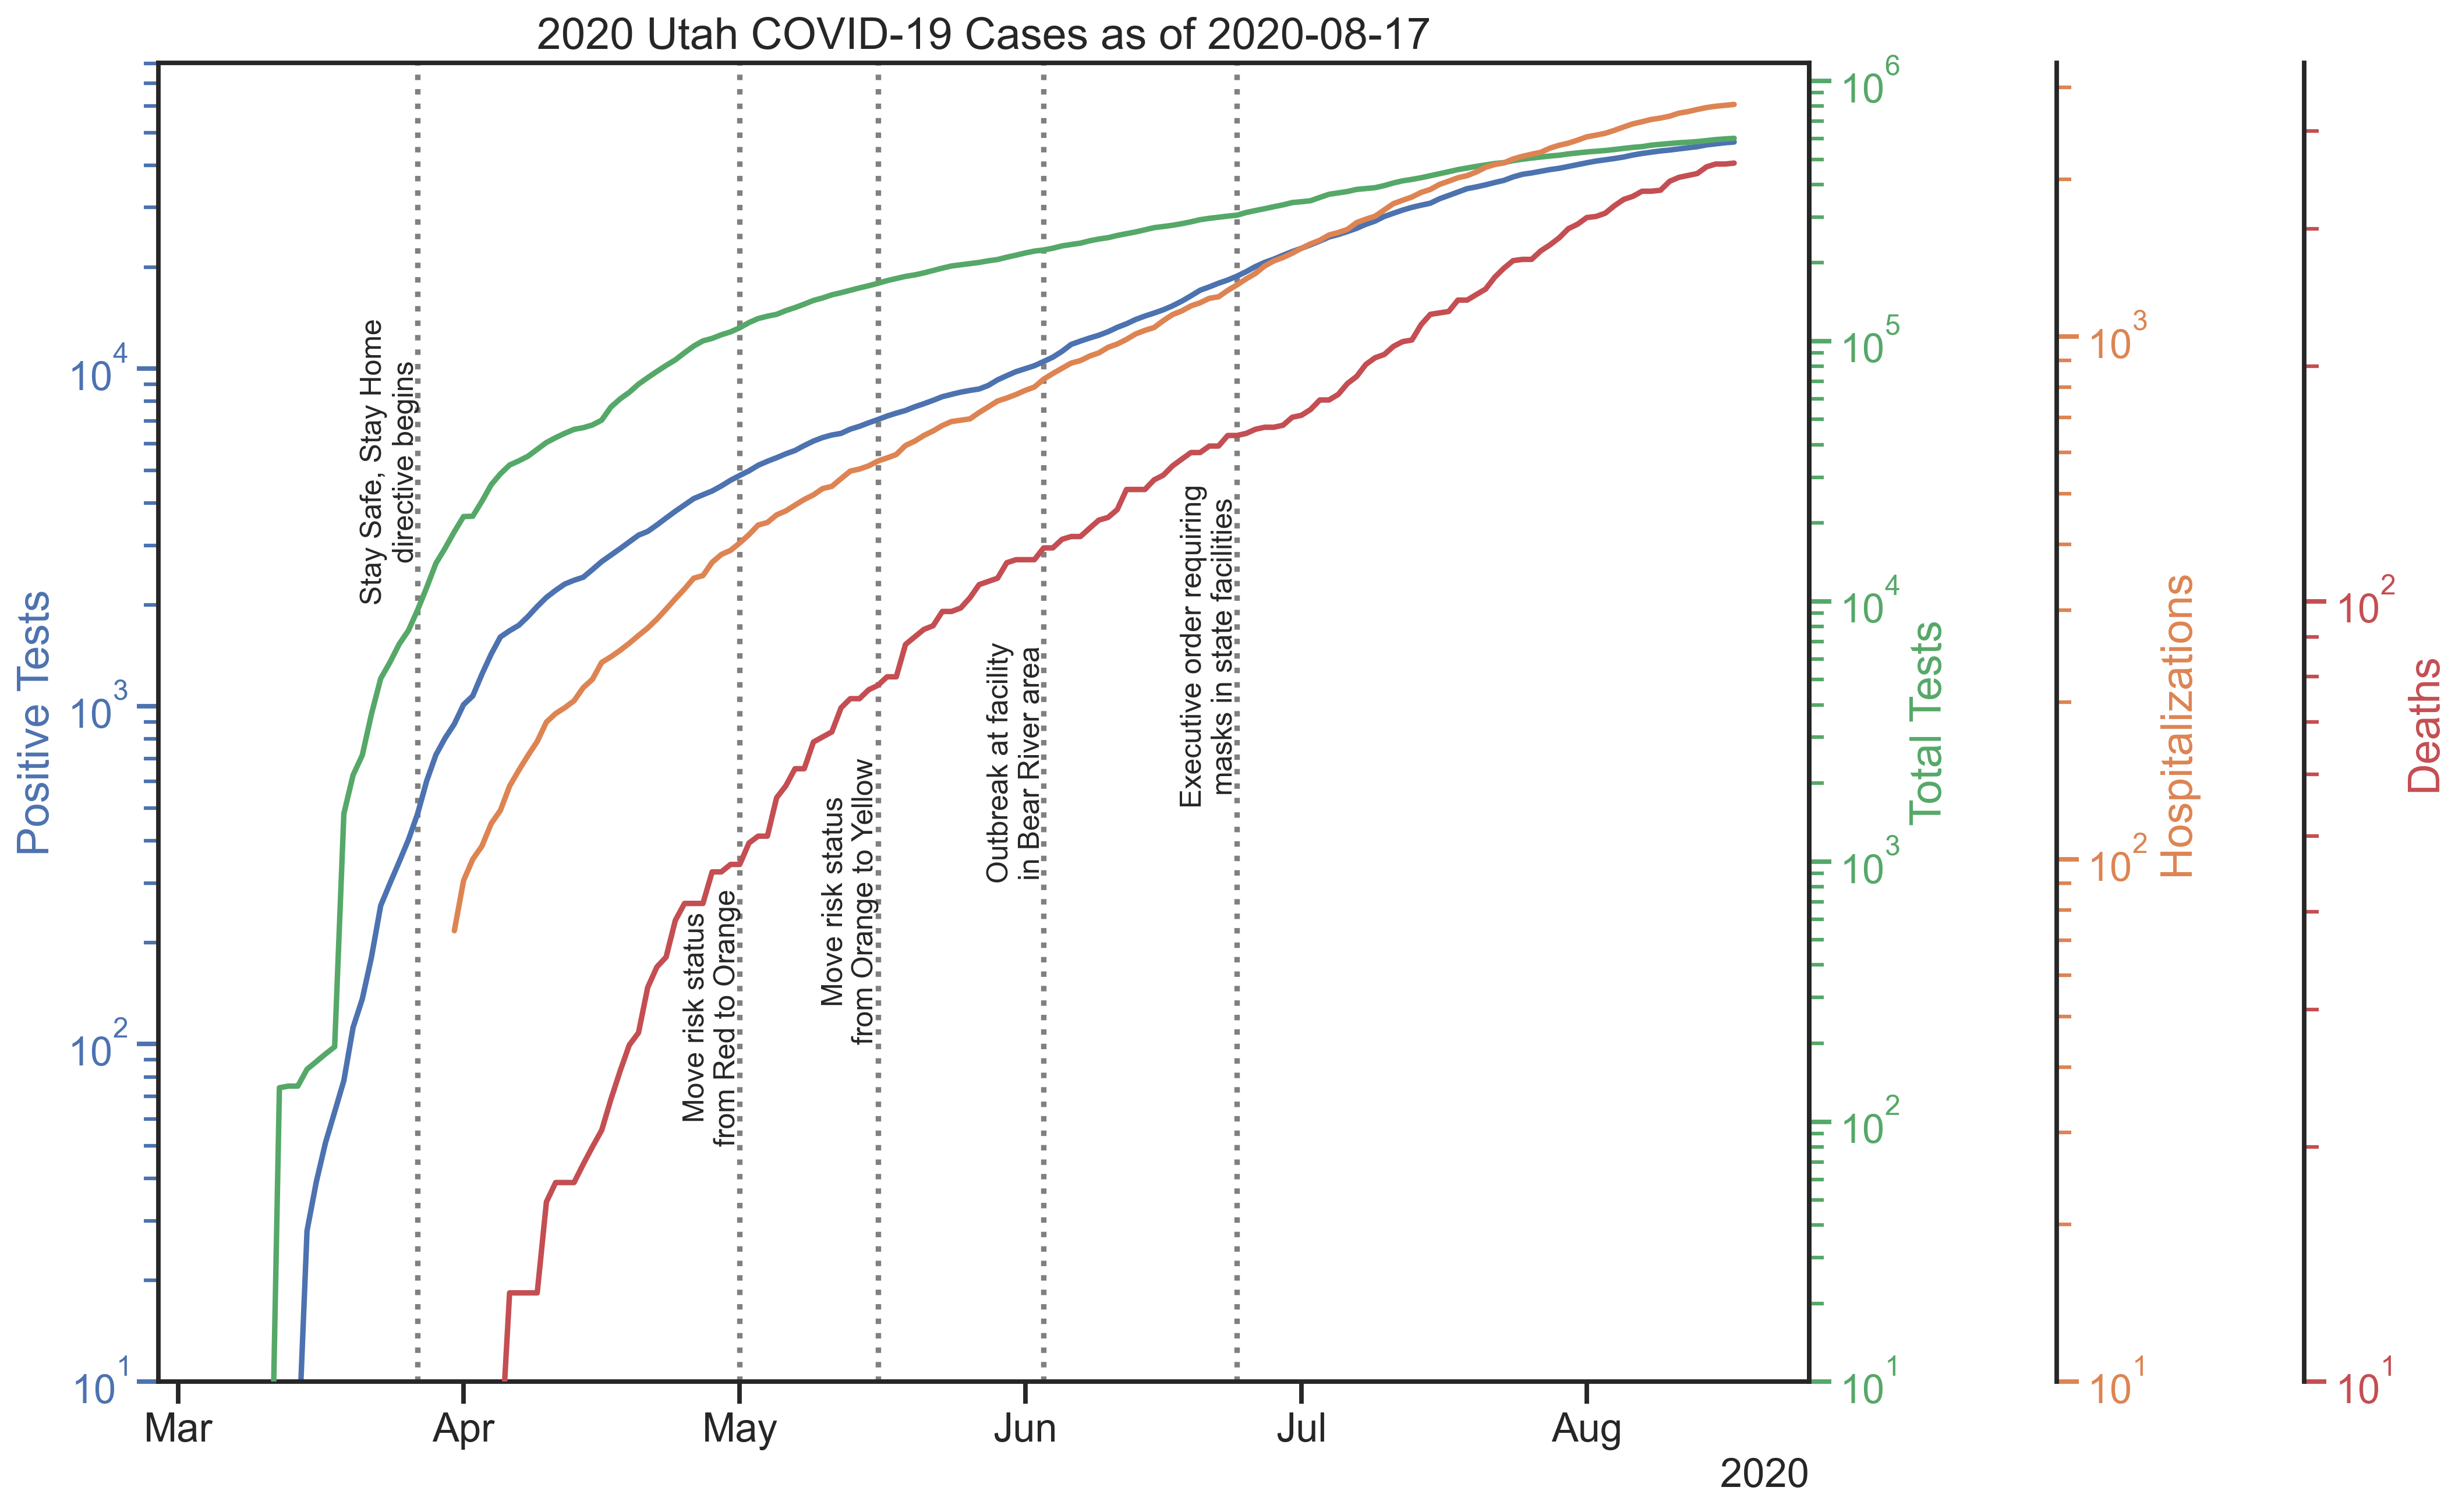 2020 Utah COVID-19 Cases as of 2020-08-17
Positive Tests
10^4
10^3
10^2
10^1
Stay Safe, Stay Home
directive begins
Move risk status
from Red to Orange
Move risk status
from Orange to Yellow
Outbreak at facility
in Bear River area
Executive order requiring
masks in state facilities
10^6
10^5
10^4
10^3
10^2
10^1
Total Tests
10^3
10^2
10^1
Hospitalizations
10^2
10^1
Deaths
Mar Apr May Jun Jul Aug
2020